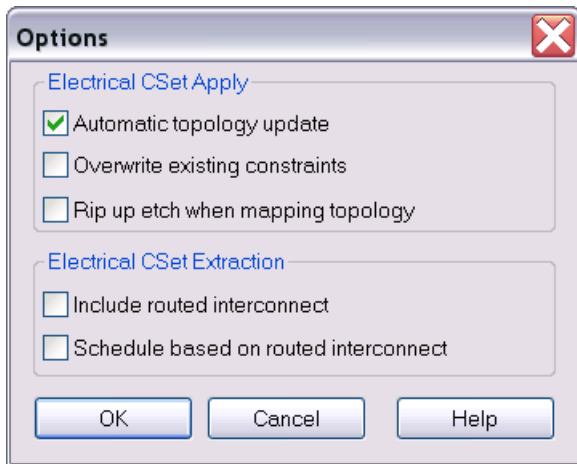 Options
Electrical CSet Apply
Automatic topology update
Overwrite existing constraints
Rip up etch when mapping topology
Electrical CSet Extraction
Include routed interconnect
Schedule based on routed interconnect
OK Cancel Help